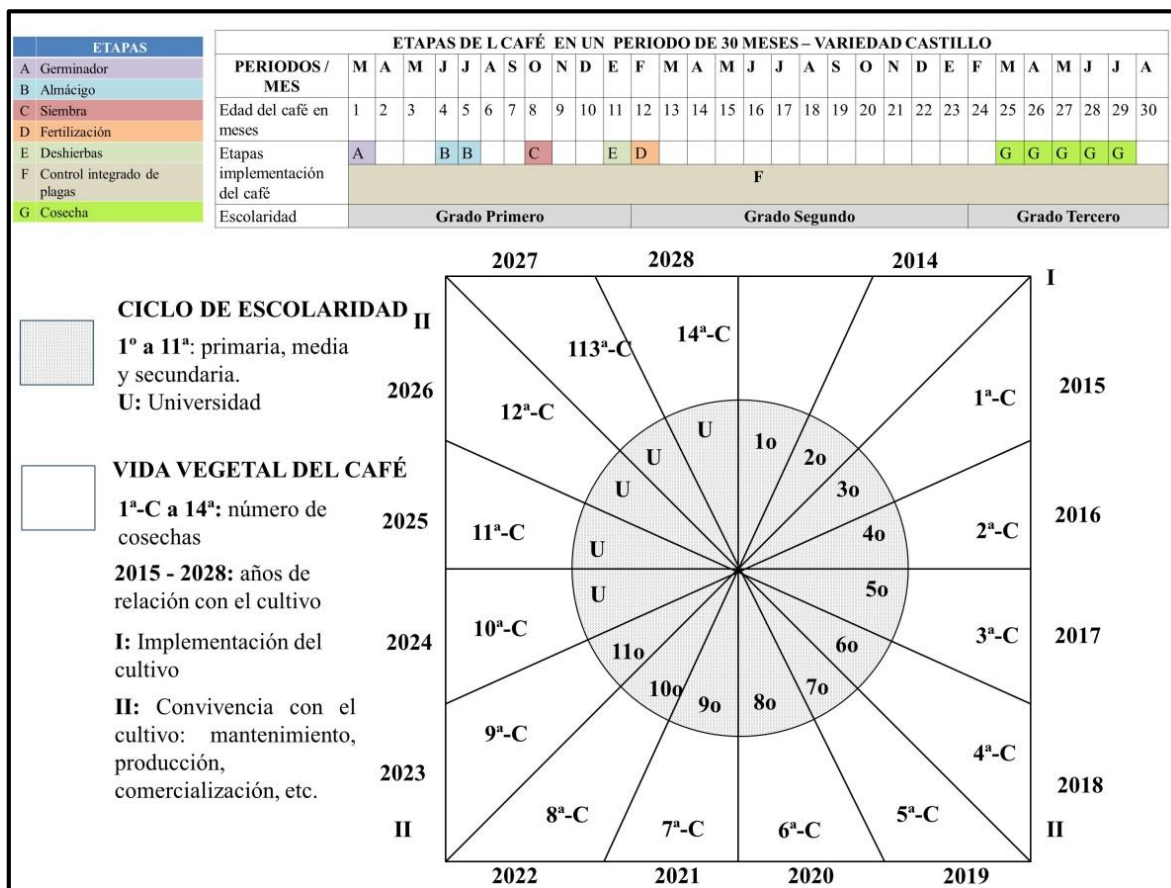 ETAPAS
A Germinador
B Almácigo
C Siembra
D Fertilización
E Deshierbas
F Control integrado de
plagas
G Cosecha
ETAPAS DE L CAFÉ EN UN PERIODO DE 30 MESES – VARIEDAD CASTILLO
PERIODOS /
MES
M A M J J A S O N D E F M A M J J A S O N D E F M A M J J A
Edad del café en
meses
1 2 3 4 5 6 7 8 9 10 11 12 13 14 15 16 17 18 19 20 21 22 23 24 25 26 27 28 29 30
Etapas
implementación
del café
A B B C E D G G G G G
F
Escolaridad Grado Primero Grado Segundo Grado Tercero
CICLO DE ESCOLARIDAD
1º a 11ª: primaria, media
y secundaria.
U: Universidad
VIDA VEGETAL DEL CAFÉ
1ª-C a 14ª: número de
cosechas
2015 - 2028: años de
relación con el cultivo
I: Implementación del
cultivo
II: Convivencia con el
cultivo: mantenimiento,
producción,
comercialización, etc.
2027 2028 2014
I
II
113ª-C 14ª-C
2026 2015
12ª-C 1ª-C
U 1o
U 2o
U 3o
2025 11ª-C U 4o 2ª-C 2016
U 5o
2024 10ª-C 3ª-C 2017
11o 6o
10o 9o 8o 7o
9ª-C 4ª-C
2023 2018
8ª-C 7ª-C 6ª-C 5ª-C
II II
2022 2021 2020 2019